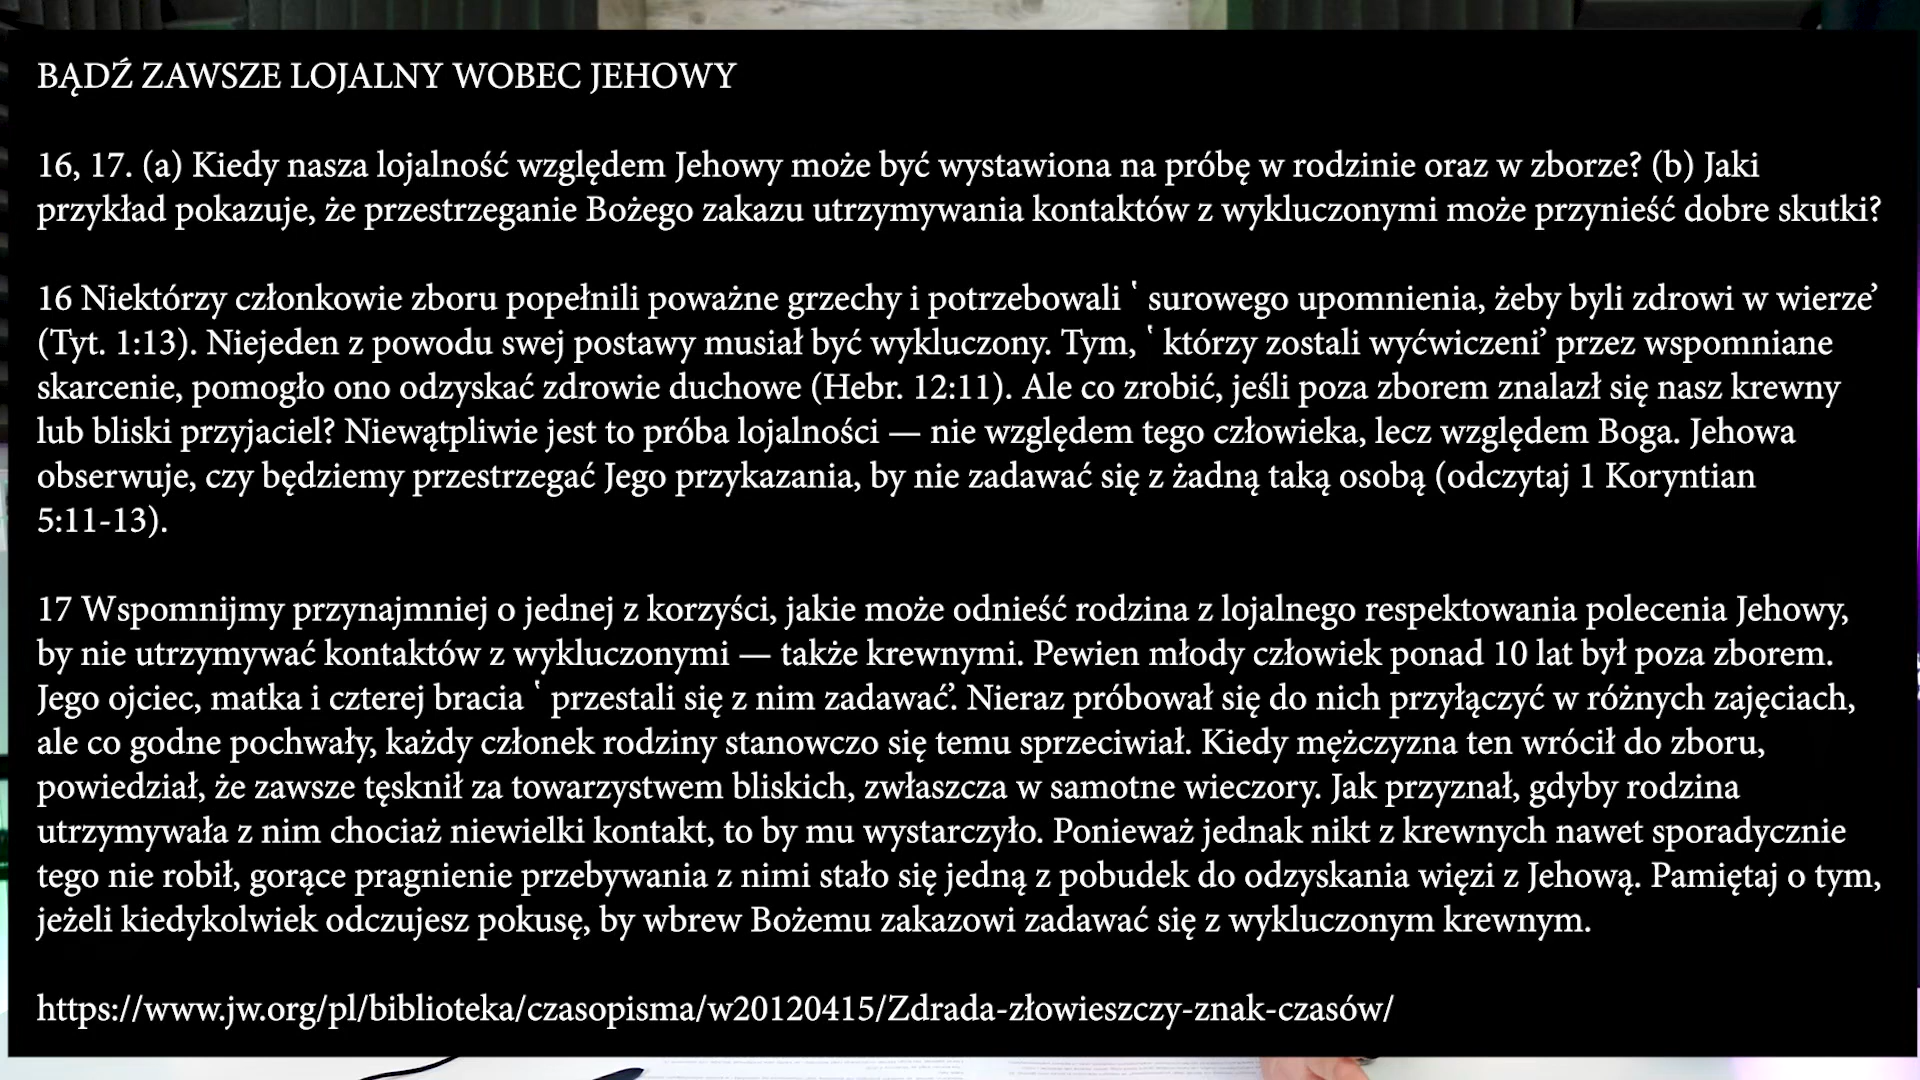 BĄDŹ ZAWSZE LOJALNY WOBEC JEHOWY
16, 17. (a) Kiedy nasza lojalność względem Jehowy może być wystawiona na próbę w rodzinie oraz w zborze? (b) Jaki
przykład pokazuje, że przestrzeganie Bożego zakazu utrzymywania kontaktów z wykluczonymi może przynieść dobre skutki?
16 Niektórzy członkowie zboru popełnili poważne grzechy i potrzebowali ‛ surowego upomnienia, żeby byli zdrowi w wierze’
(Tyt. 1:13). Niejeden z powodu swej postawy musiał być wykluczony. Tym, ‛ którzy zostali wyćwiczeni’ przez wspomniane
skarcenie, pomogło ono odzyskać zdrowie duchowe (Hebr. 12:11). Ale co zrobić, jeśli poza zborem znalazł się nasz krewny
lub bliski przyjaciel? Niewątpliwie jest to próba lojalności — nie względem tego człowieka, lecz względem Boga. Jehowa
obserwuje, czy będziemy przestrzegać Jego przykazania, by nie zadawać się z żadną taką osobą (odczytaj 1 Koryntian
5:11-13).
17 Wspomnijmy przynajmniej o jednej z korzyści, jakie może odnieść rodzina z lojalnego respektowania polecenia Jehowy,
by nie utrzymywać kontaktów z wykluczonymi — także krewnymi. Pewien młody człowiek ponad 10 lat był poza zborem.
Jego ojciec, matka i czterej bracia ‛ przestali się z nim zadawać’. Nieraz próbował się do nich przyłączyć w różnych zajęciach,
ale co godne pochwały, każdy członek rodziny stanowczo się temu sprzeciwiał. Kiedy mężczyzna ten wrócił do zboru,
powiedział, że zawsze tęsknił za towarzystwem bliskich, zwłaszcza w samotne wieczory. Jak przyznał, gdyby rodzina
utrzymywała z nim chociaż niewielki kontakt, to by mu wystarczyło. Ponieważ jednak nikt z krewnych nawet sporadycznie
tego nie robił, gorące pragnienie przebywania z nimi stało się jedną z pobudek do odzyskania więzi z Jehową. Pamiętaj o tym,
jeżeli kiedykolwiek odczujesz pokusę, by wbrew Bożemu zakazowi zadawać się z wykluczonym krewnym.
https://www.jw.org/pl/biblioteka/czasopisma/w20120415/Zdrada-złowieszczy-znak-czasów/